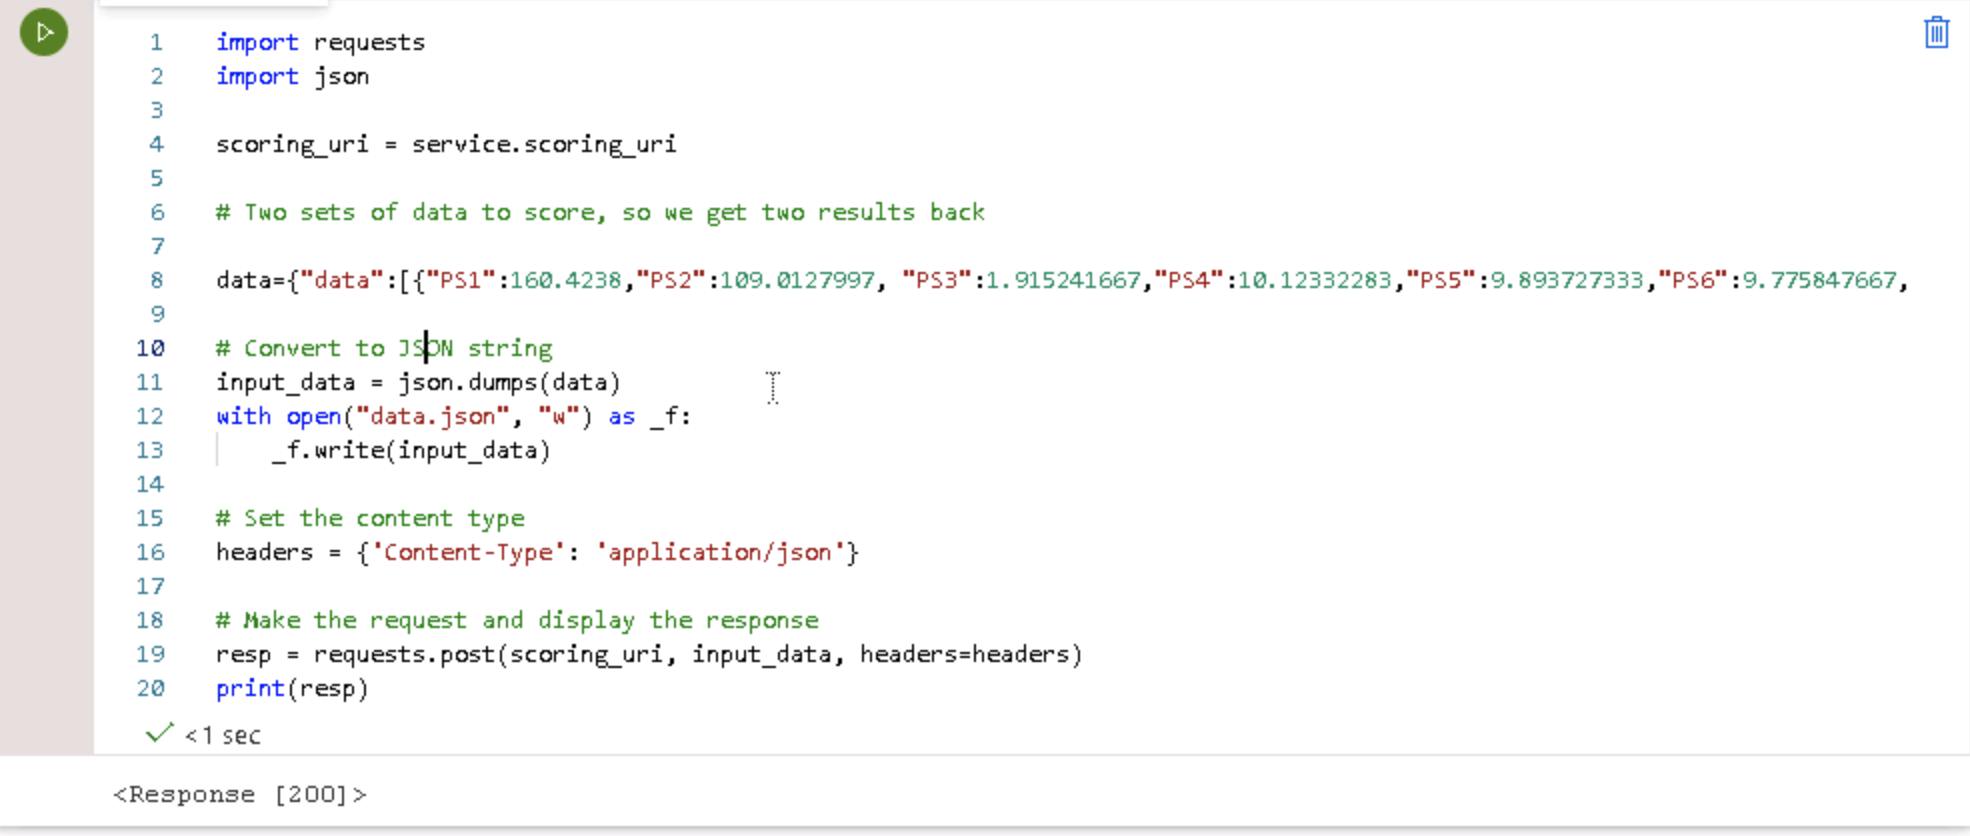 1 import requests
2 import json
3
4 scoring_uri = service.scoring_uri
5
6 # Two sets of data to score, so we get two results back
7
8 data={"data":[{"PS1":160.4238,"PS2":109.0127997, "PS3":1.915241667,"PS4":10.12332283,"PS5":9.893727333,"PS6":9.775847667,
9
10 # Convert to JSON string
11 input_data = json.dumps(data)
12 with open("data.json", "w") as _f:
13     _f.write(input_data)
14
15 # Set the content type
16 headers = {'Content-Type': 'application/json'}
17
18 # Make the request and display the response
19 resp = requests.post(scoring_uri, input_data, headers=headers)
20 print(resp)
<1 sec
<Response [200]>